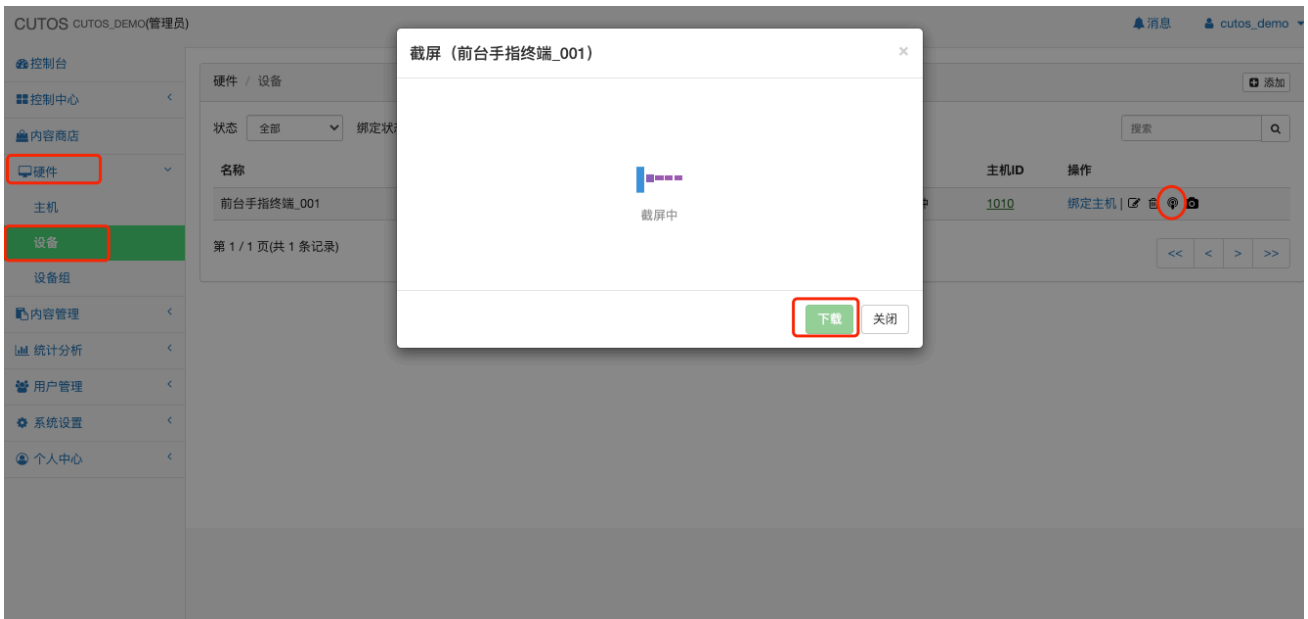 CUTOS CUTOS_DEMO(管理员)
消息
cutos_demo
控制台
控制中心
内容商店
硬件
主机
设备
设备组
内容管理
统计分析
用户管理
系统设置
个人中心
硬件 / 设备
添加
状态 全部 绑定状
搜索
名称
主机ID
操作
前台手指终端_001
1010
绑定主机 |
第 1 / 1 页(共 1 条记录)
<< < > >>
截屏（前台手指终端_001）
×
截屏中
下载
关闭